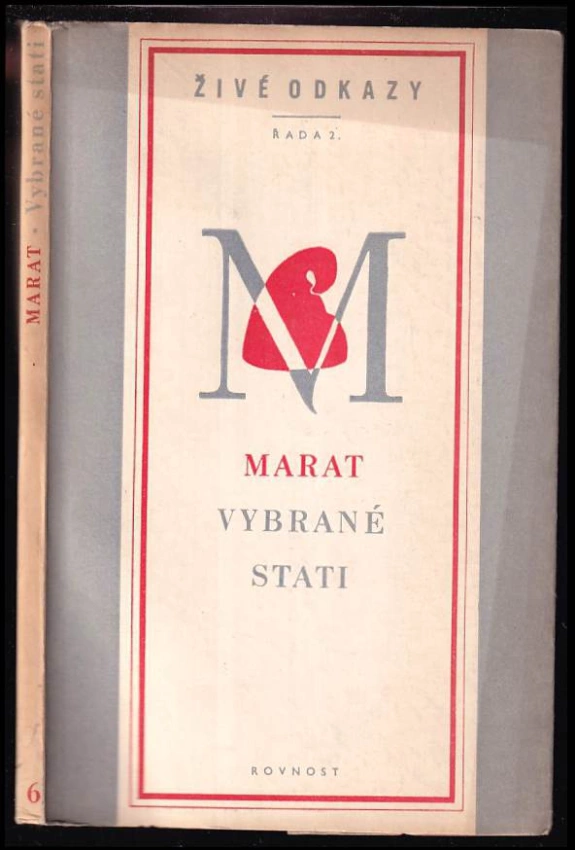 ŽIVÉ ODKAZY
ŘADA 2.
M
MARAT
VYBRANÉ
STATI
ROVNOST
MARAT • Vybrané stati
6